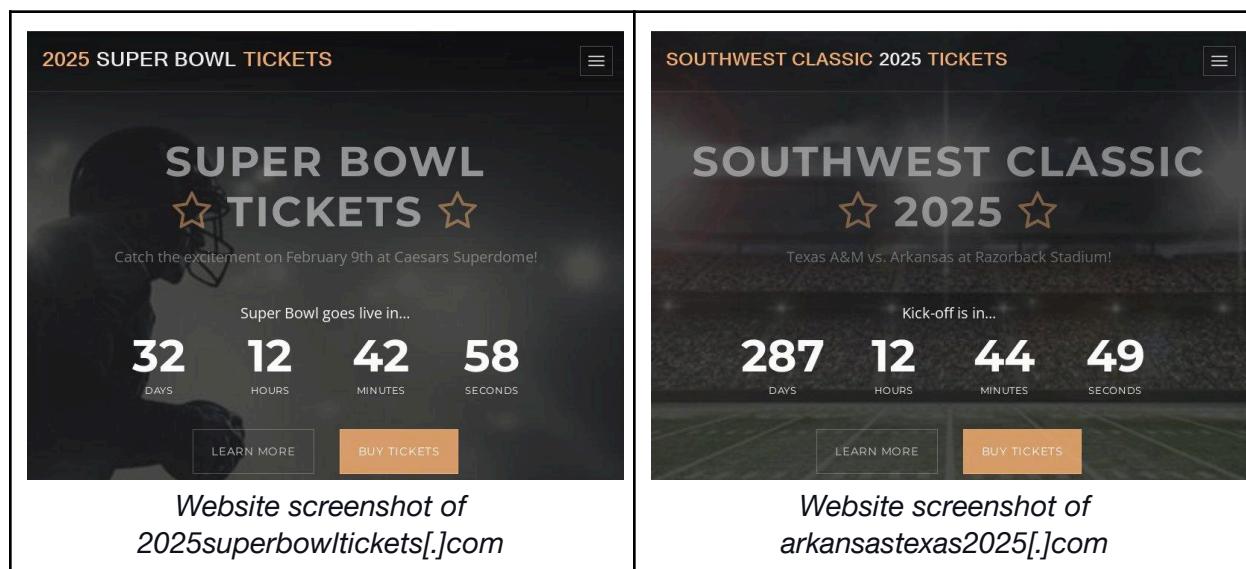 2025 SUPER BOWL TICKETS
SUPER BOWL
TICKETS
Catch the excitement on February 9th at Caesars Superdome!
Super Bowl goes live in...
32 12 42 58
DAYS HOURS MINUTES SECONDS
LEARN MORE BUY TICKETS
Website screenshot of
2025superbowltickets[.]com
SOUTHWEST CLASSIC 2025 TICKETS
SOUTHWEST CLASSIC
2025
Texas A&M vs. Arkansas at Razorback Stadium!
Kick-off is in...
287 12 44 49
DAYS HOURS MINUTES SECONDS
LEARN MORE BUY TICKETS
Website screenshot of
arkansastexas2025[.]com